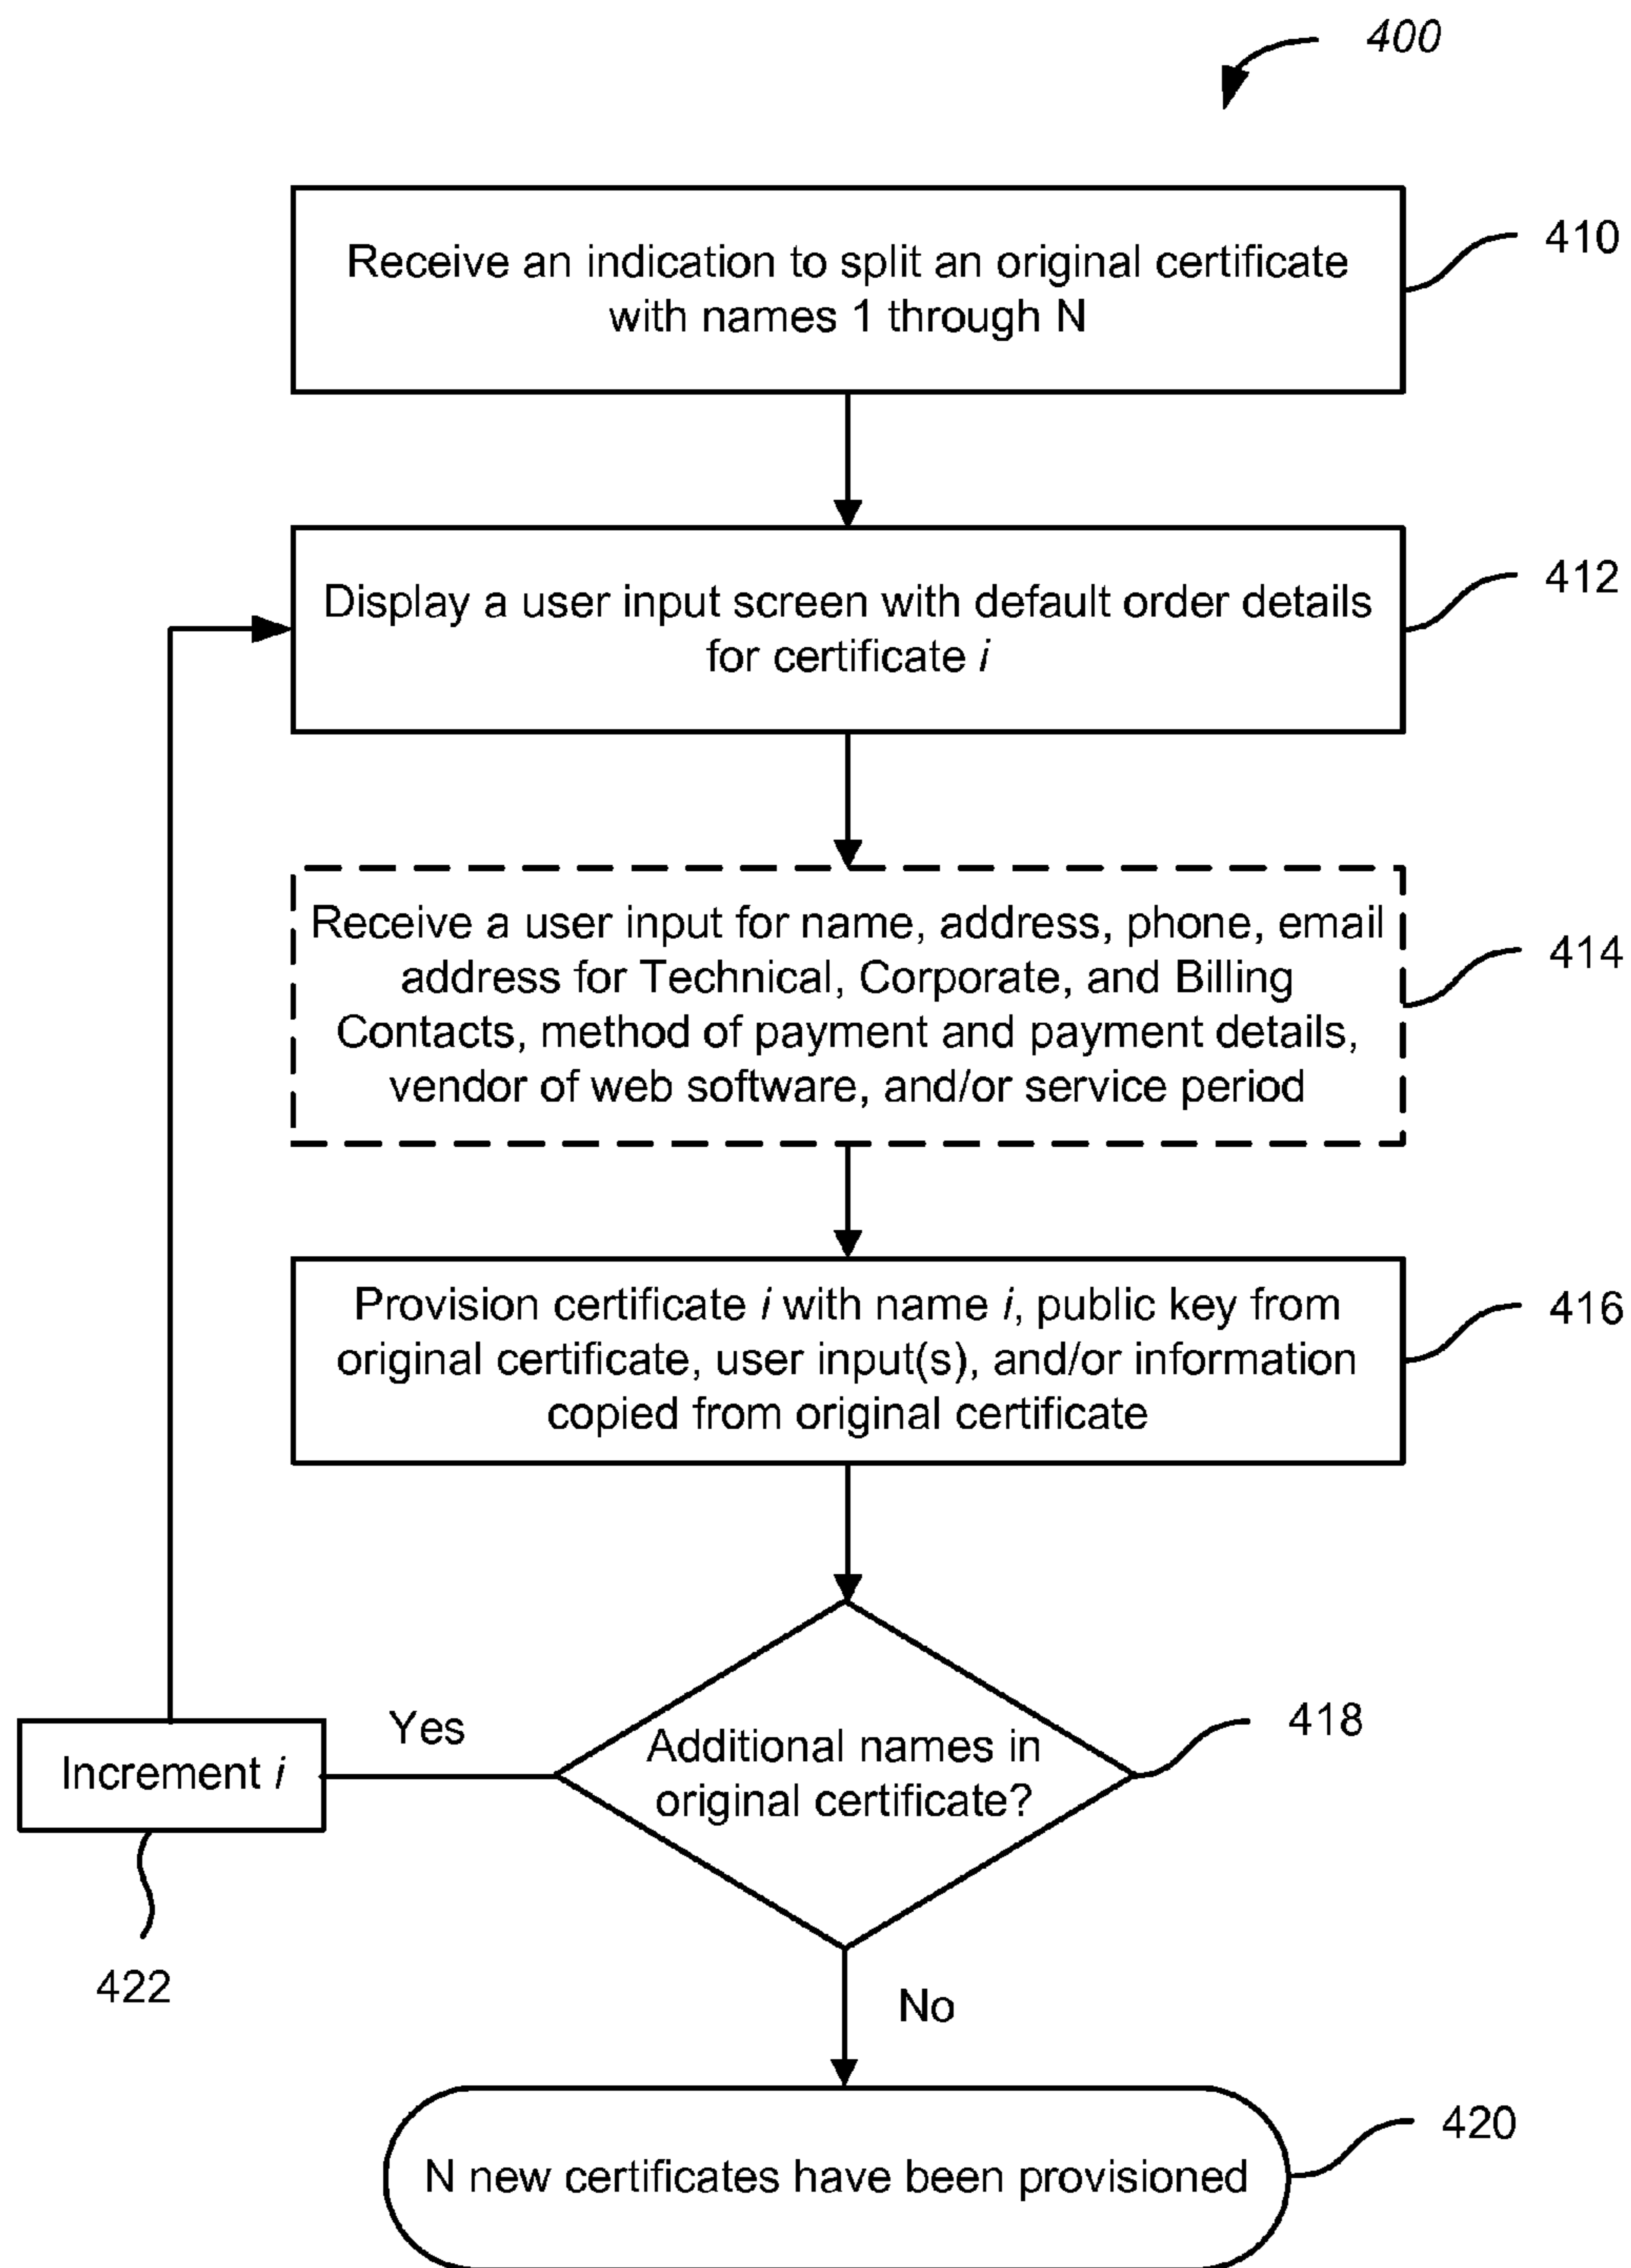 400
Receive an indication to split an original certificate
with names 1 through N
410
Display a user input screen with default order details
for certificate i
412
Receive a user input for name, address, phone, email
address for Technical, Corporate, and Billing
Contacts, method of payment and payment details,
vendor of web software, and/or service period
414
Provision certificate i with name i, public key from
original certificate, user input(s), and/or information
copied from original certificate
416
Additional names in
original certificate?
418
Yes
Increment i
422
No
N new certificates have been provisioned
420